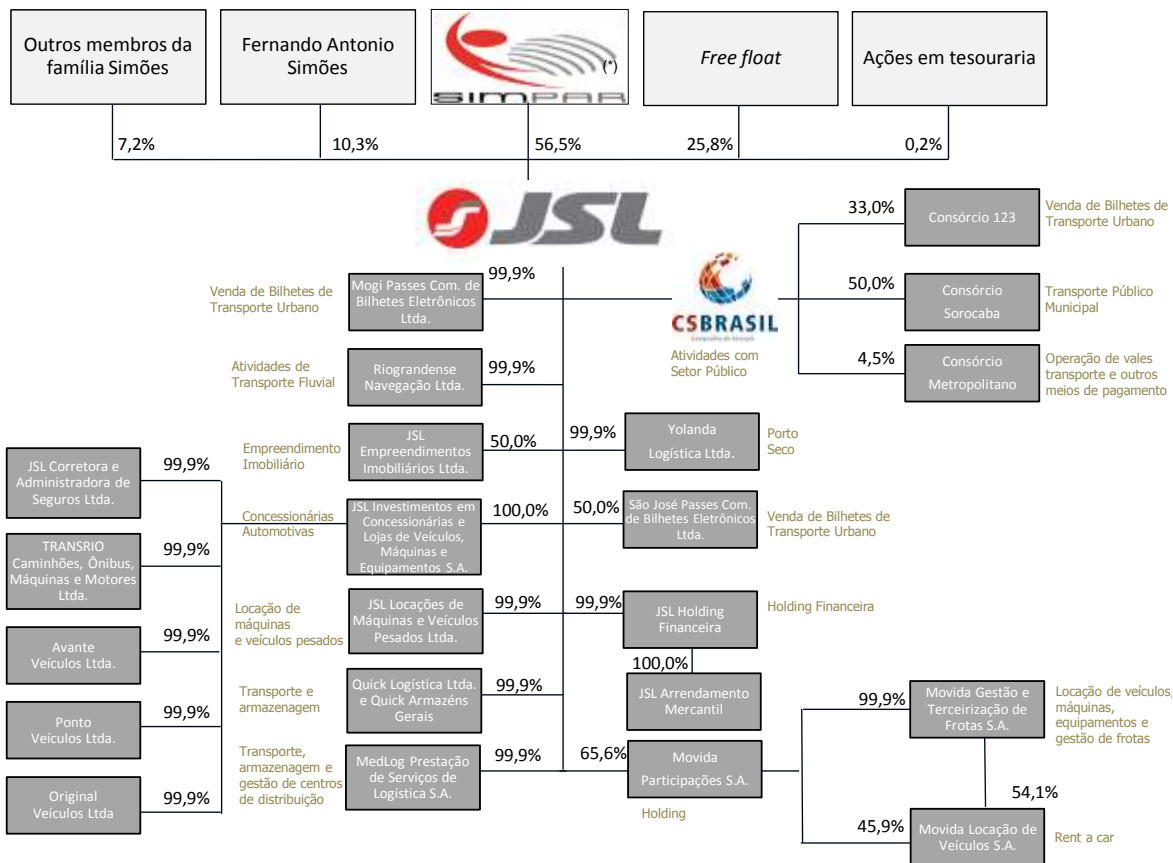 Outros membros da
família Simões
Fernando Antonio
Simões
SIMPAR
(*)
Free float
Ações em tesouraria
7,2%
10,3%
56,5%
25,8%
0,2%
JSL
99,9%
Venda de Bilhetes de
Transporte Urbano
Mogi Passes Com. de
Bilhetes Eletrônicos
Ltda.
CSBRASIL
Atividades com
Setor Público
33,0%
Consórcio 123
Venda de Bilhetes de
Transporte Urbano
50,0%
Consórcio
Sorocaba
Transporte Público
Municipal
4,5%
Consórcio
Metropolitano
Operação de vales
transporte e outros
meios de pagamento
Atividades de
Transporte Fluvial
Riograndense
Navegação Ltda.
99,9%
Empreendimento
Imobiliário
JSL
Empreendimentos
Imobiliários Ltda.
50,0%
99,9%
Yolanda
Logística Ltda.
Porto
Seco
JSL Corretora e
Administradora de
Seguros Ltda.
99,9%
Concessionárias
Automotivas
JSL Investimentos em
Concessionárias e
Lojas de Veículos,
Máquinas e
Equipamentos S.A.
100,0%
50,0%
São José Passes Com.
de Bilhetes Eletrônicos
Ltda.
Venda de Bilhetes de
Transporte Urbano
TRANSRIO
Caminhões, Ônibus,
Máquinas e Motores
Ltda.
99,9%
Locação de
máquinas
e veículos pesados
JSL Locações de
Máquinas e Veículos
Pesados Ltda.
99,9%
99,9%
JSL Holding
Financeira
Holding Financeira
Avante
Veículos Ltda.
99,9%
100,0%
JSL Arrendamento
Mercantil
Transporte e
armazenagem
Quick Logística Ltda.
e Quick Armazéns
Gerais
99,9%
Ponto
Veículos Ltda.
99,9%
99,9%
Movida Gestão e
Terceirização de
Frotas S.A.
Locação de veículos,
máquinas,
equipamentos e
gestão de frotas
Transporte,
armazenagem e
gestão de centros
de distribuição
MedLog Prestação
de Serviços de
Logística S.A.
99,9%
65,6%
Movida
Participações S.A.
Holding
Original
Veículos Ltda
99,9%
54,1%
45,9%
Movida Locação de
Veículos S.A.
Rent a car